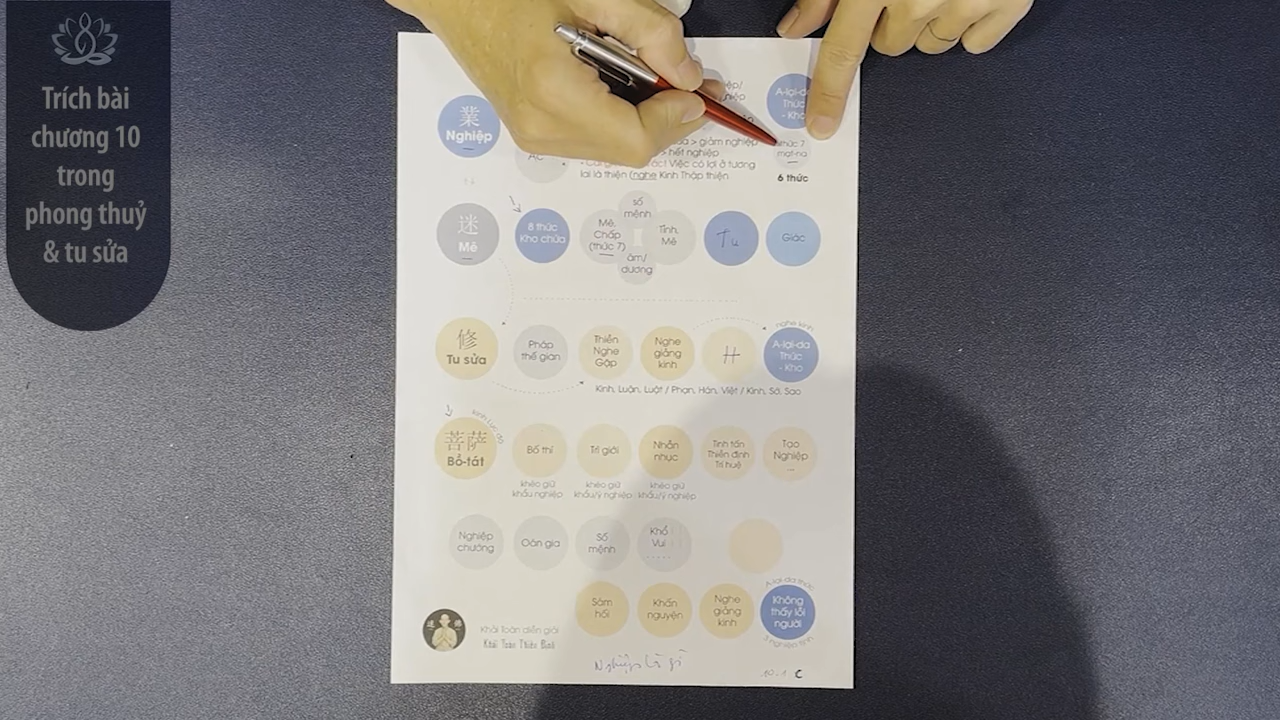 Trích bài
chương 10
trong
phong thuỷ
& tu sửa
業
Nghiệp
A-lại-da
Thức
- Kho
> giảm nghiệp
> hết nghiệp
Việc có lợi ở tương
lai là thiện (nghe Kinh Thập thiện
thức 7
mạt-na
6 thức
迷
Mê
8 thức
Kho chứa
Mê,
Chấp
(thức 7)
số
mệnh
âm/
dương
Tỉnh,
Mê
Tu
Giác
修
Tu sửa
Pháp
thế gian
Thiền
Nghe
Gặp
Nghe
giảng
kinh
H
nghe kinh
A-lại-da
Thức
- Kho
Kinh, Luận, Luật / Phạn, Hán, Việt / Kinh, Sớ, Sao
菩萨
Bồ-tát
Bố thí
Trì giới
Nhẫn
nhục
Tinh tấn
Thiền định
Trí huệ
Tạo
Nghiệp
khéo giữ
khẩu nghiệp
khéo giữ
khẩu/ý nghiệp
khéo giữ
khẩu/ý nghiệp
Nghiệp
chướng
Oán gia
Số
mệnh
Khổ
Vui
Sám
hối
Khấn
nguyện
Nghe
giảng
kinh
A-lại-da thức
Không
thấy lỗi
người
3 nghiệp tịnh
Khải Toàn diễn giải
Khải Toàn Thiền Định
Nghiệp là gì
10-1 C